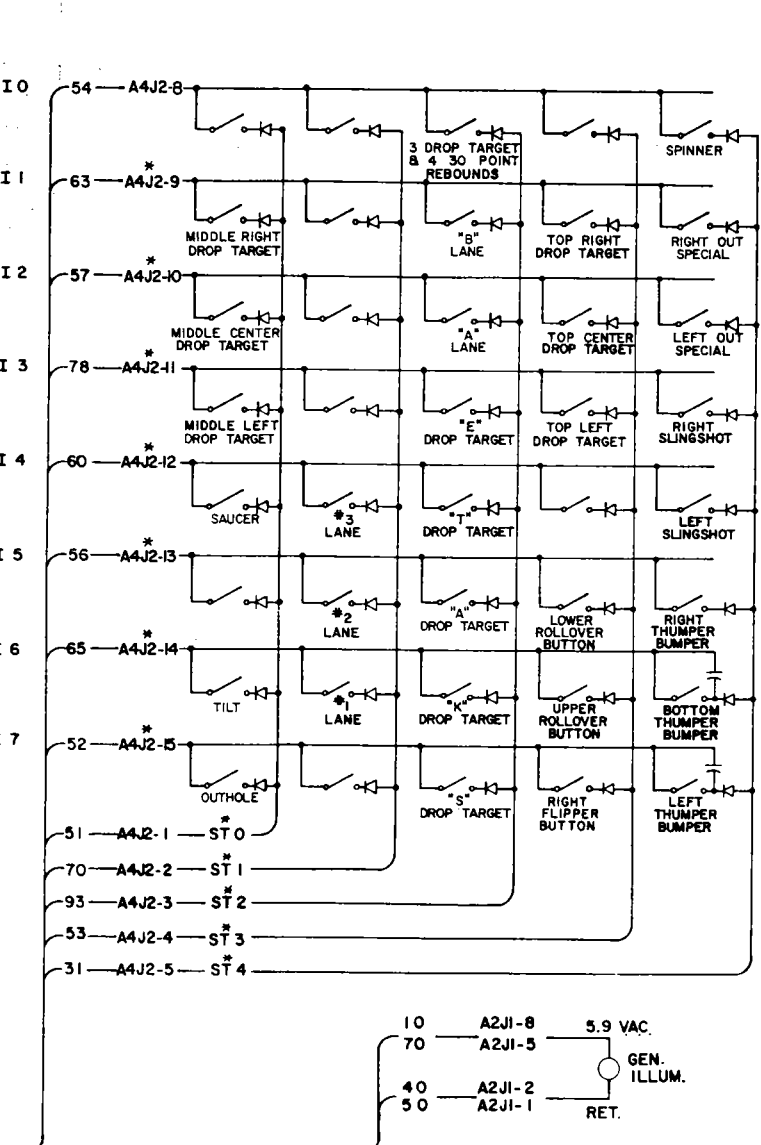 I 0 54 A4J2-8
3 DROP TARGET
& 4 30 POINT
REBOUNDS
SPINNER
I 1 63 A4J2-9
*
MIDDLE RIGHT
DROP TARGET
"B"
LANE
TOP RIGHT
DROP TARGET
RIGHT OUT
SPECIAL
I 2 57 A4J2-10
*
MIDDLE CENTER
DROP TARGET
"A"
LANE
TOP CENTER
DROP TARGET
LEFT OUT
SPECIAL
I 3 78 A4J2-11
*
MIDDLE LEFT
DROP TARGET
"E"
DROP TARGET
TOP LEFT
DROP TARGET
RIGHT
SLINGSHOT
I 4 60 A4J2-12
*
SAUCER
#3
LANE
"T"
DROP TARGET
LEFT
SLINGSHOT
I 5 56 A4J2-13
*
#2
LANE
"A"
DROP TARGET
LOWER
ROLLOVER
BUTTON
RIGHT
THUMPER
BUMPER
I 6 65 A4J2-14
*
TILT
#1
LANE
"K"
DROP TARGET
UPPER
ROLLOVER
BUTTON
BOTTOM
THUMPER
BUMPER
I 7 52 A4J2-15
*
OUTHOLE
"S"
DROP TARGET
RIGHT
FLIPPER
BUTTON
LEFT
THUMPER
BUMPER
51 A4J2-1 ST 0
*
70 A4J2-2 ST 1
*
93 A4J2-3 ST 2
*
53 A4J2-4 ST 3
*
31 A4J2-5 ST 4
*
10 A2J1-8 5.9 VAC.
70 A2J1-5
GEN.
ILLUM.
40 A2J1-2
50 A2J1-1 RET.